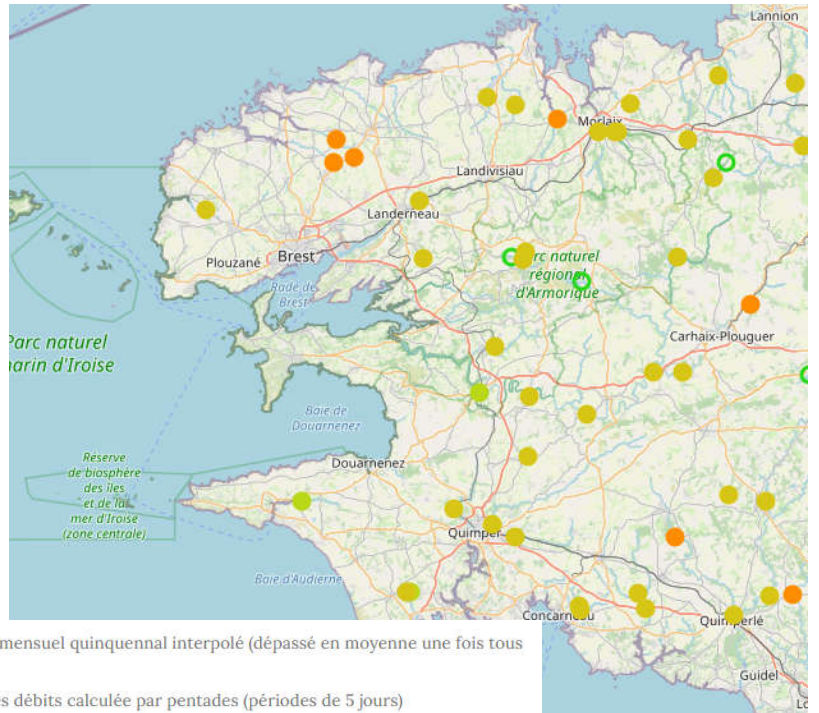 Lannion
Morlaix
Landivisiau
Landerneau
Plouzané
Brest
Rade de
Brest
Parc naturel
régional
d'Armorique
Parc naturel
marin d'Iroise
Carhaix-Plouguer
Baie de
Douarnenez
Réserve
de biosphère
des îles
et de la
mer d'Iroise
(zone centrale)
Douarnenez
Quimper
Baie d'Audierne
Concarneau
Quimperlé
Guidel
Lo
mensuel quinquennal interpolé (dépassé en moyenne une fois tous
es débits calculée par pentades (périodes de 5 jours)